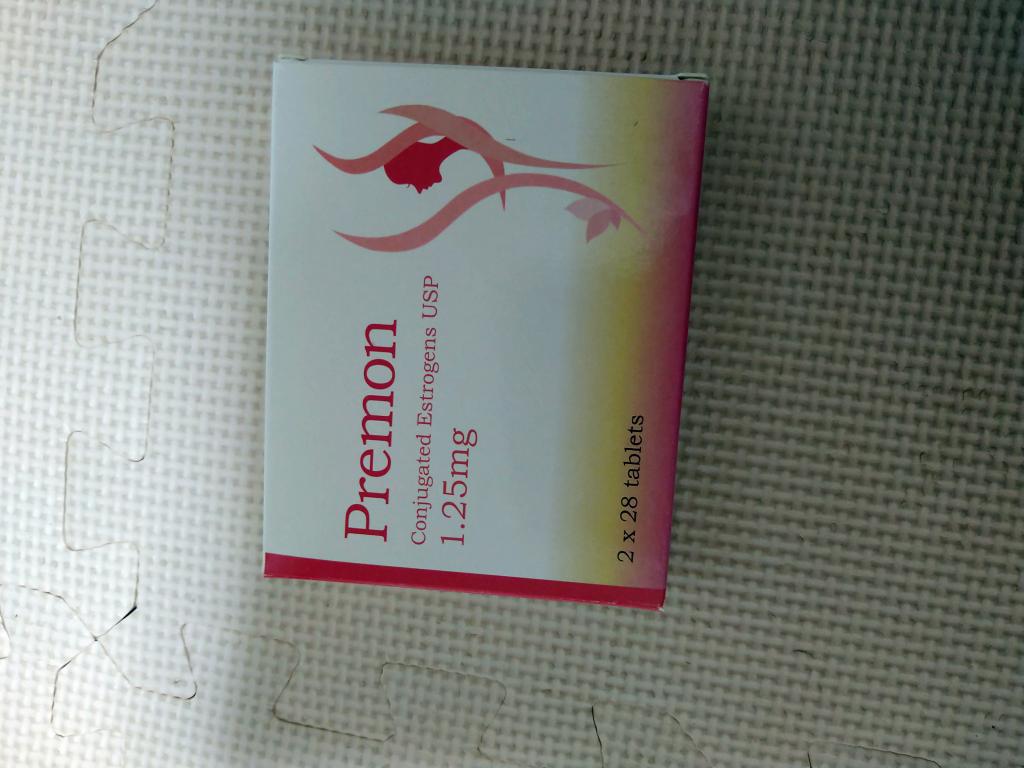 Premon
Conjugated Estrogens USP
1.25mg
2 x 28 tablets